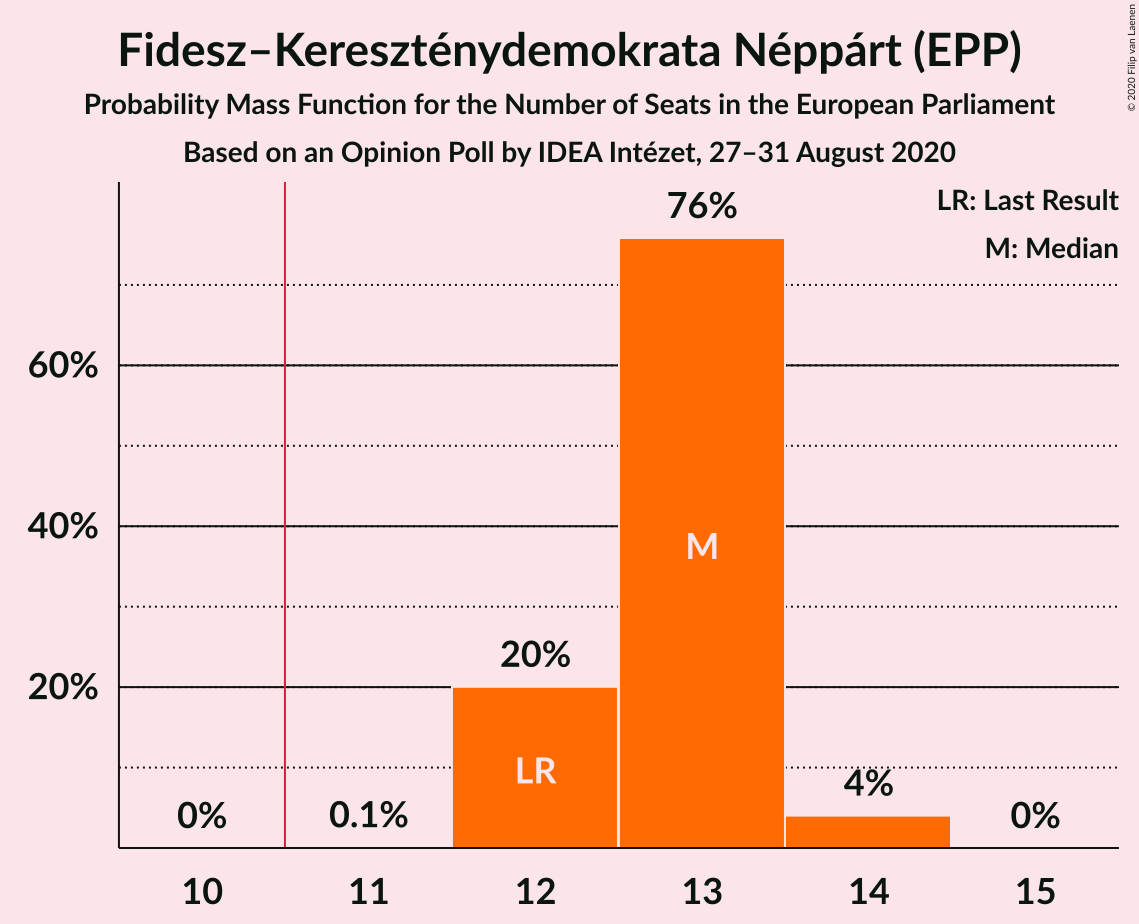 Fidesz–Kereszténydemokrata Néppárt (EPP)
Probability Mass Function for the Number of Seats in the European Parliament
Based on an Opinion Poll by IDEA Intézet, 27–31 August 2020
© 2020 Filip van Laenen
LR: Last Result
M: Median
76%
60%
40%
M
20%
20%
LR
4%
0%
0.1%
0%
10 11 12 13 14 15